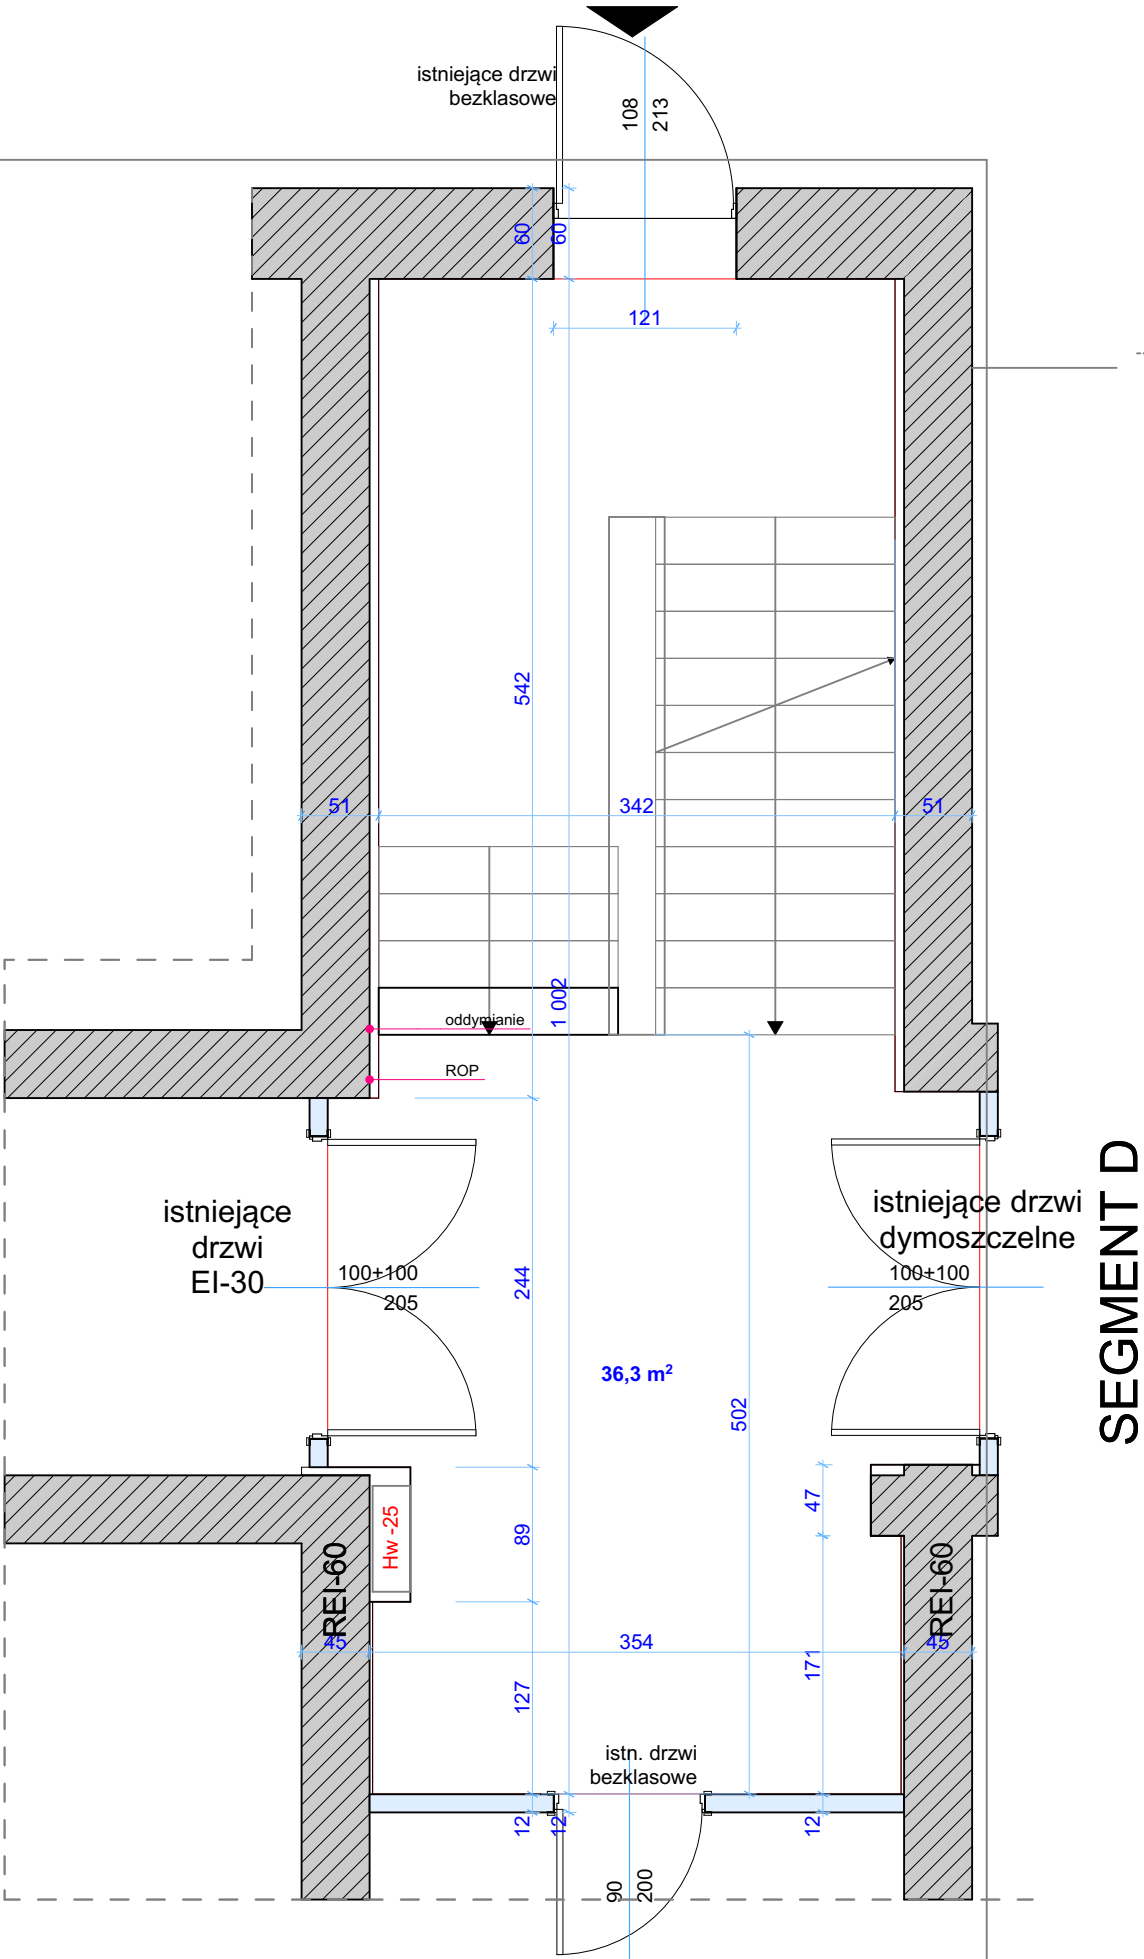 istniejące drzwi
bezklasowe
108
213
60
60
121
542
51
342
51
1 002
oddymianie
ROP
istniejące
drzwi
EI-30
100+100
205
244
istniejące drzwi
dymoszczelne
100+100
205
SEGMENT D
36,3 m²
502
47
89
Hw -25
REI-60
REI-60
45
354
45
171
127
istn. drzwi
bezklasowe
12
12
12
90
200